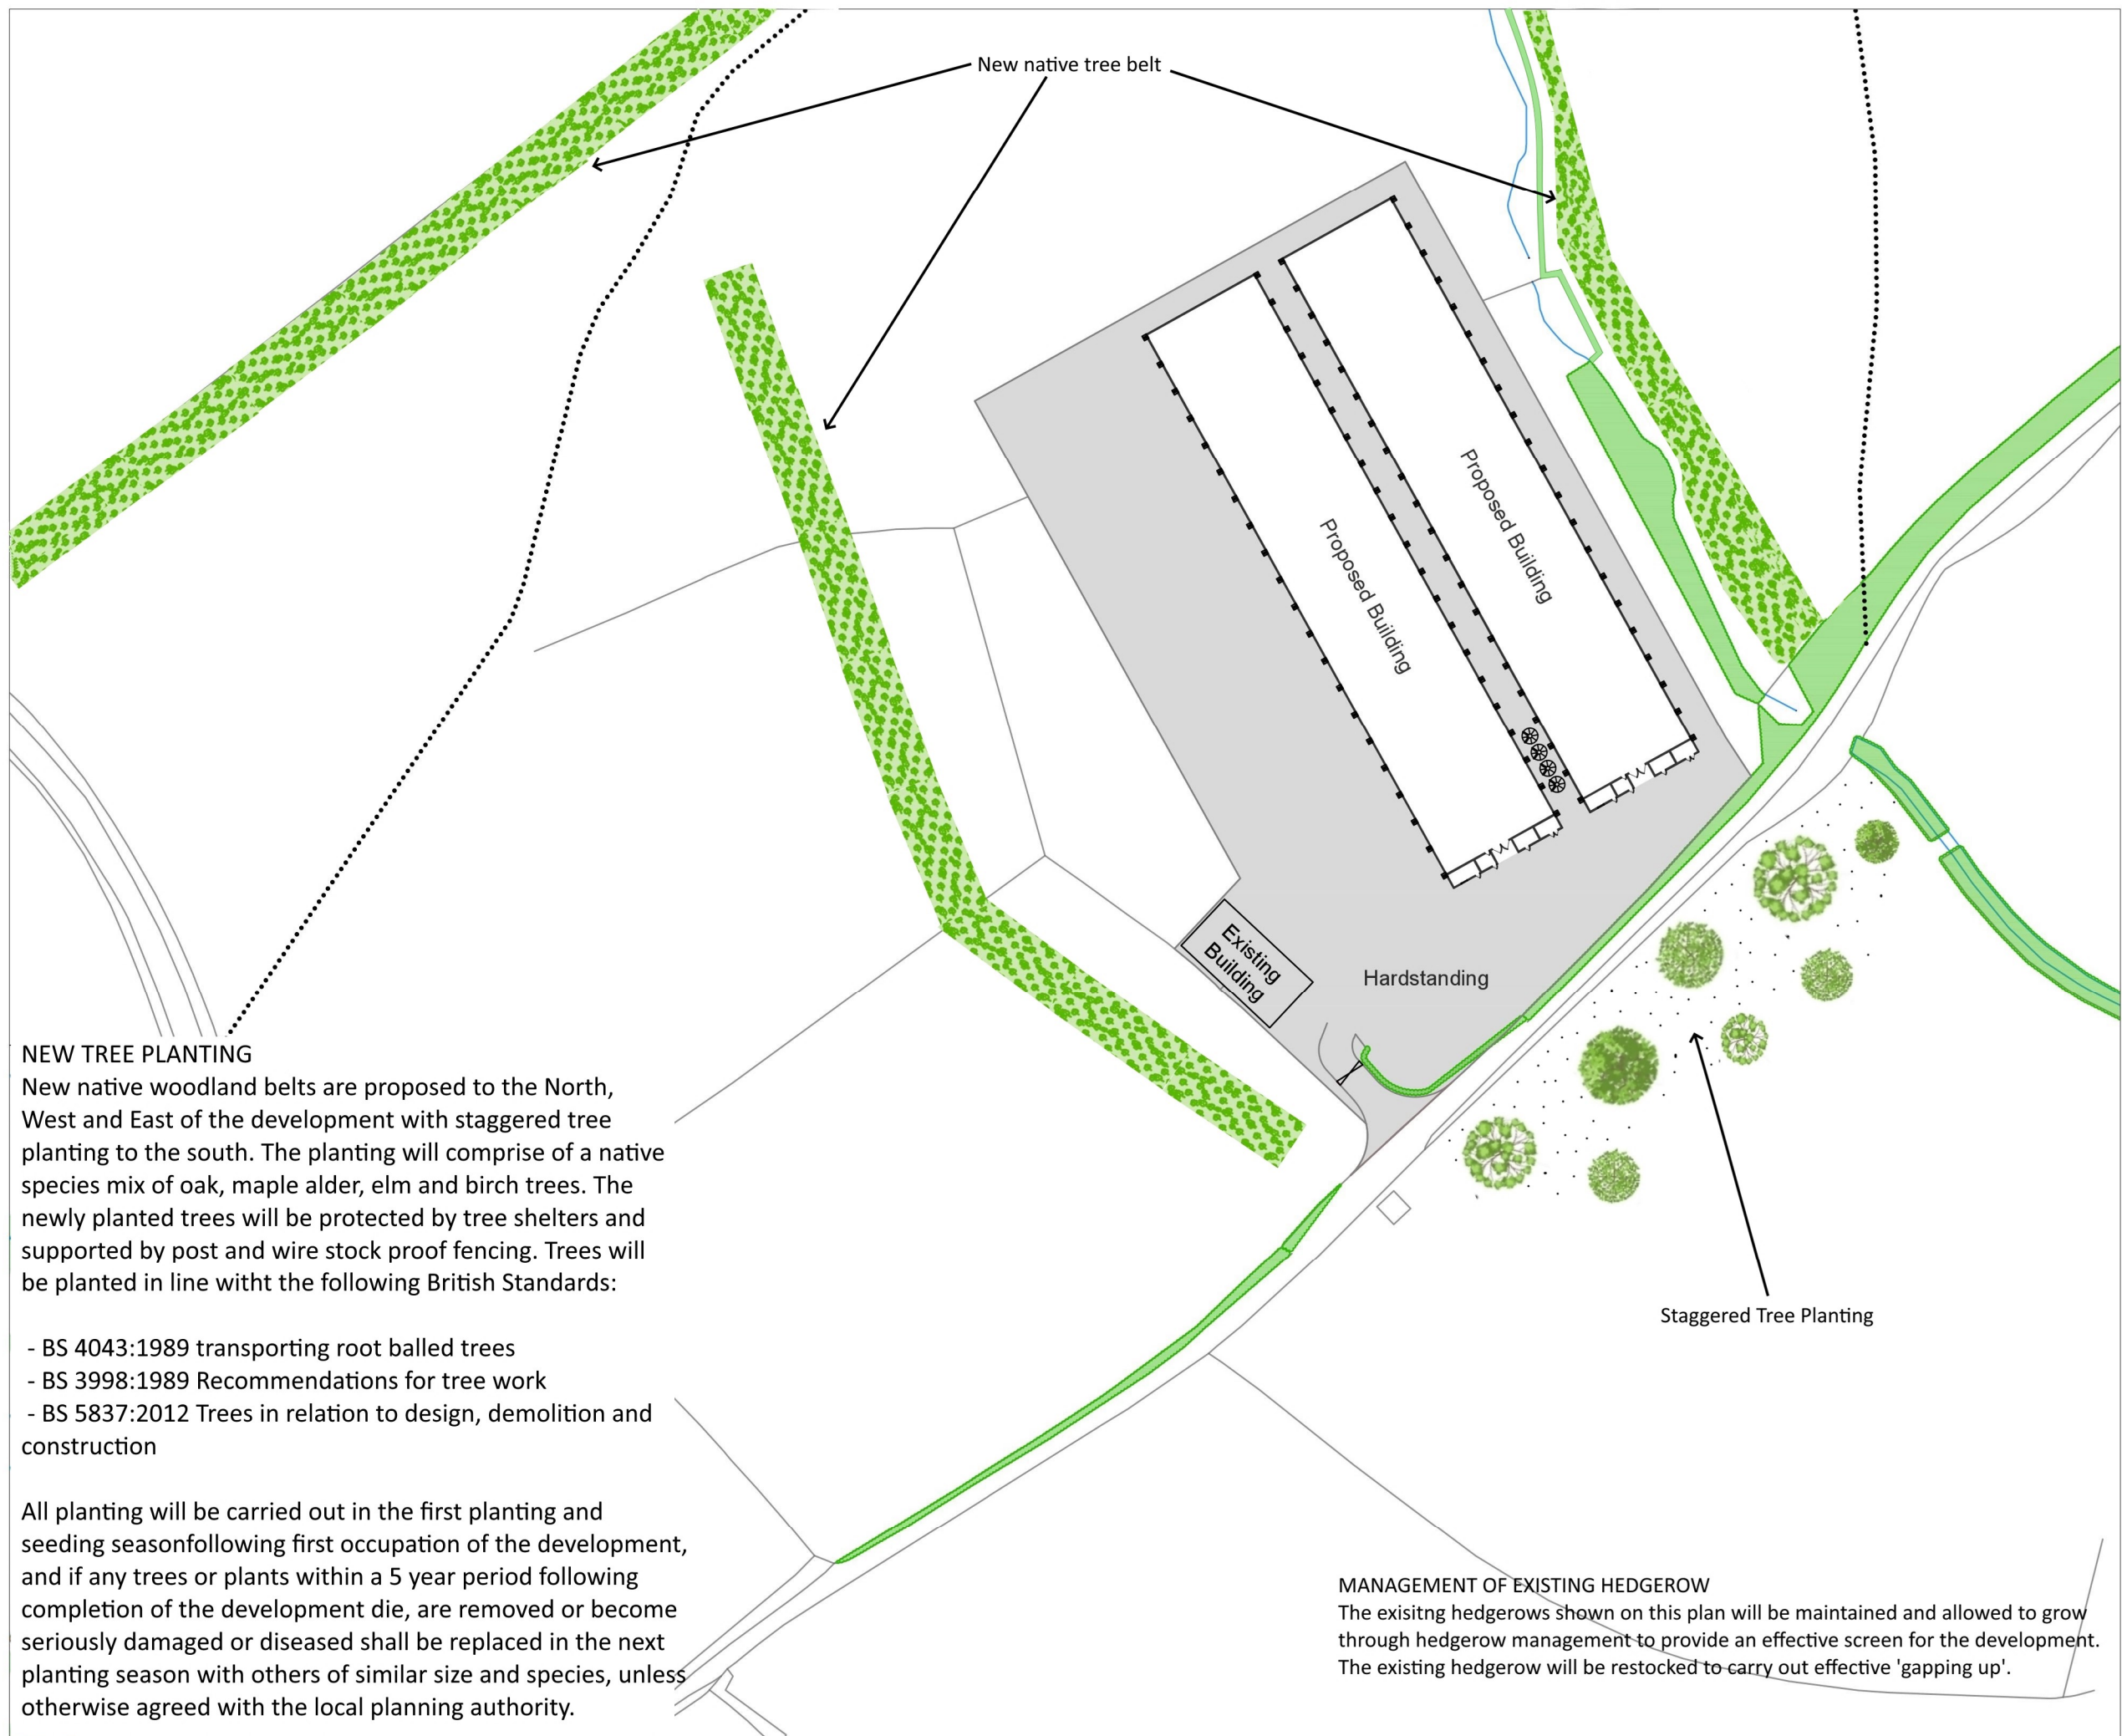 New native tree belt
Proposed Building
Proposed Building
Existing
Building
Hardstanding
Staggered Tree Planting
NEW TREE PLANTING
New native woodland belts are proposed to the North,
West and East of the development with staggered tree
planting to the south. The planting will comprise of a native
species mix of oak, maple alder, elm and birch trees. The
newly planted trees will be protected by tree shelters and
supported by post and wire stock proof fencing. Trees will
be planted in line witht the following British Standards:
- BS 4043:1989 transporting root balled trees
- BS 3998:1989 Recommendations for tree work
- BS 5837:2012 Trees in relation to design, demolition and
construction
All planting will be carried out in the first planting and
seeding seasonfollowing first occupation of the development,
and if any trees or plants within a 5 year period following
completion of the development die, are removed or become
seriously damaged or diseased shall be replaced in the next
planting season with others of similar size and species, unless
otherwise agreed with the local planning authority.
MANAGEMENT OF EXISTING HEDGEROW
The exisitng hedgerows shown on this plan will be maintained and allowed to grow
through hedgerow management to provide an effective screen for the development.
The existing hedgerow will be restocked to carry out effective 'gapping up'.